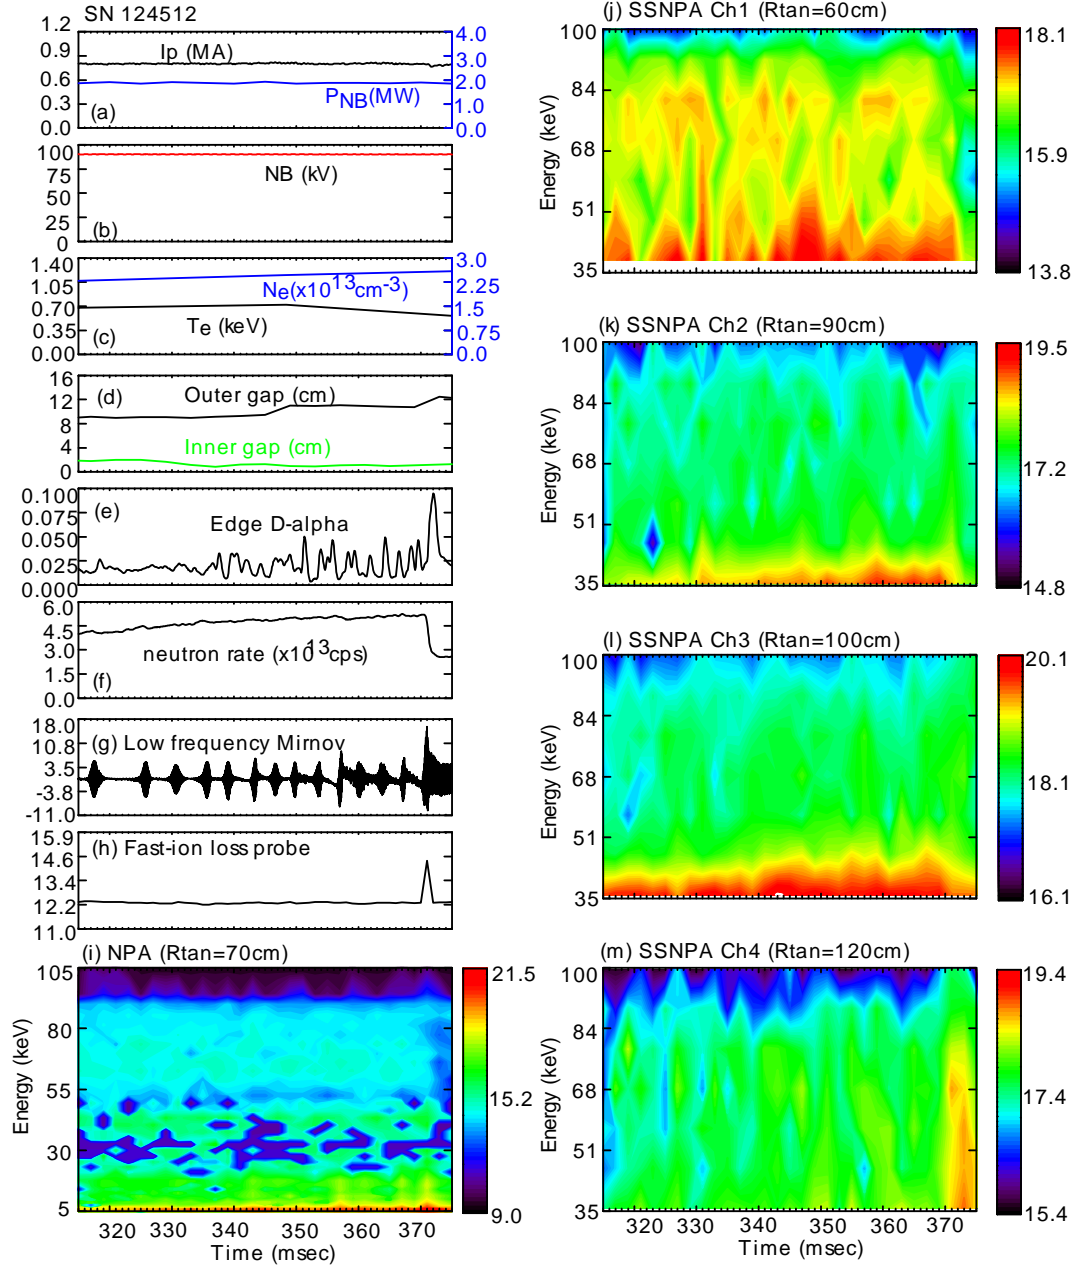 SN 124512
1.2
0.9
0.6
0.3
0.0
Ip (MA)
PNB(MW)
(a)
4.0
3.0
2.0
1.0
0.0
100
75
50
25
0
NB (kV)
(b)
1.40
1.05
0.70
0.35
0.00
Ne(x10^13cm-3)
Te (keV)
(c)
3.0
2.25
1.5
0.75
0.0
16
12
8
4
0
(d)
Outer gap (cm)
Inner gap (cm)
0.100
0.075
0.050
0.025
0.000
(e)
Edge D-alpha
6.0
4.5
3.0
1.5
0.0
neutron rate (x10^13cps)
(f)
18.0
10.8
3.5
-3.8
-11.0
(g) Low frequency Mirnov
15.9
14.6
13.4
12.2
11.0
(h) Fast-ion loss probe
(i) NPA (Rtan=70cm)
105
80
55
30
5
Energy (keV)
320 330 340 350 360 370
Time (msec)
21.5
15.2
9.0
(j) SSNPA Ch1 (Rtan=60cm)
100
84
68
51
35
Energy (keV)
18.1
15.9
13.8
(k) SSNPA Ch2 (Rtan=90cm)
100
84
68
51
35
Energy (keV)
19.5
17.2
14.8
(l) SSNPA Ch3 (Rtan=100cm)
100
84
68
51
35
Energy (keV)
20.1
18.1
16.1
(m) SSNPA Ch4 (Rtan=120cm)
100
84
68
51
35
Energy (keV)
320 330 340 350 360 370
Time (msec)
19.4
17.4
15.4